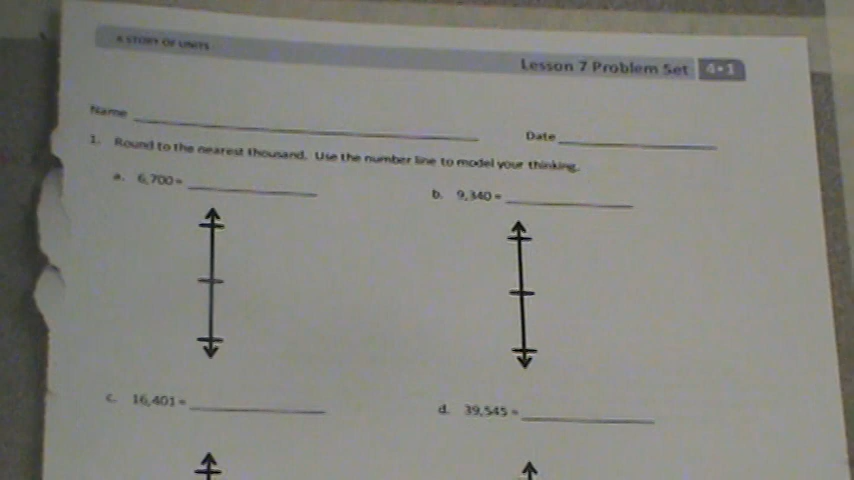 A STORY OF UNITS
Lesson 7 Problem Set 4•1
Name
Date
1. Round to the nearest thousand. Use the number line to model your thinking.
a. 6,700 ≈
b. 9,340 ≈
c. 16,401 ≈
d. 39,545 ≈